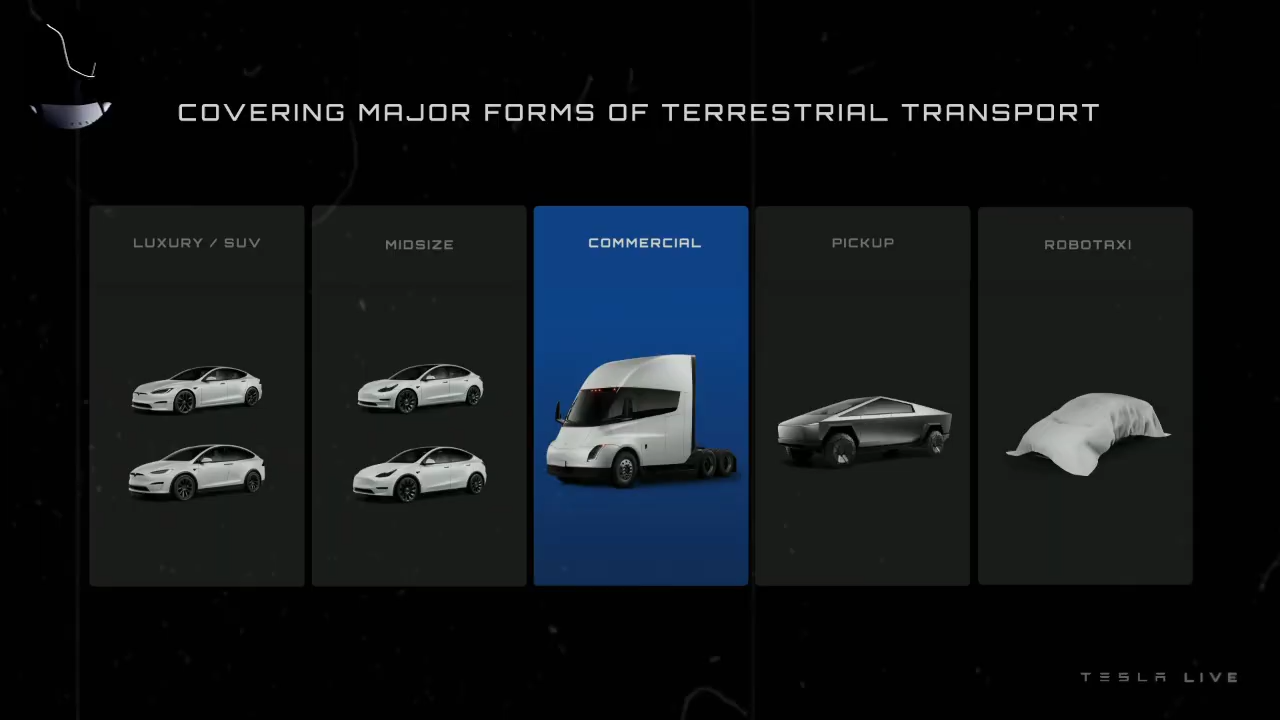 COVERING MAJOR FORMS OF TERRESTRIAL TRANSPORT
LUXURY / SUV
MIDSIZE
COMMERCIAL
PICKUP
ROBOTAXI
TESLA LIVE